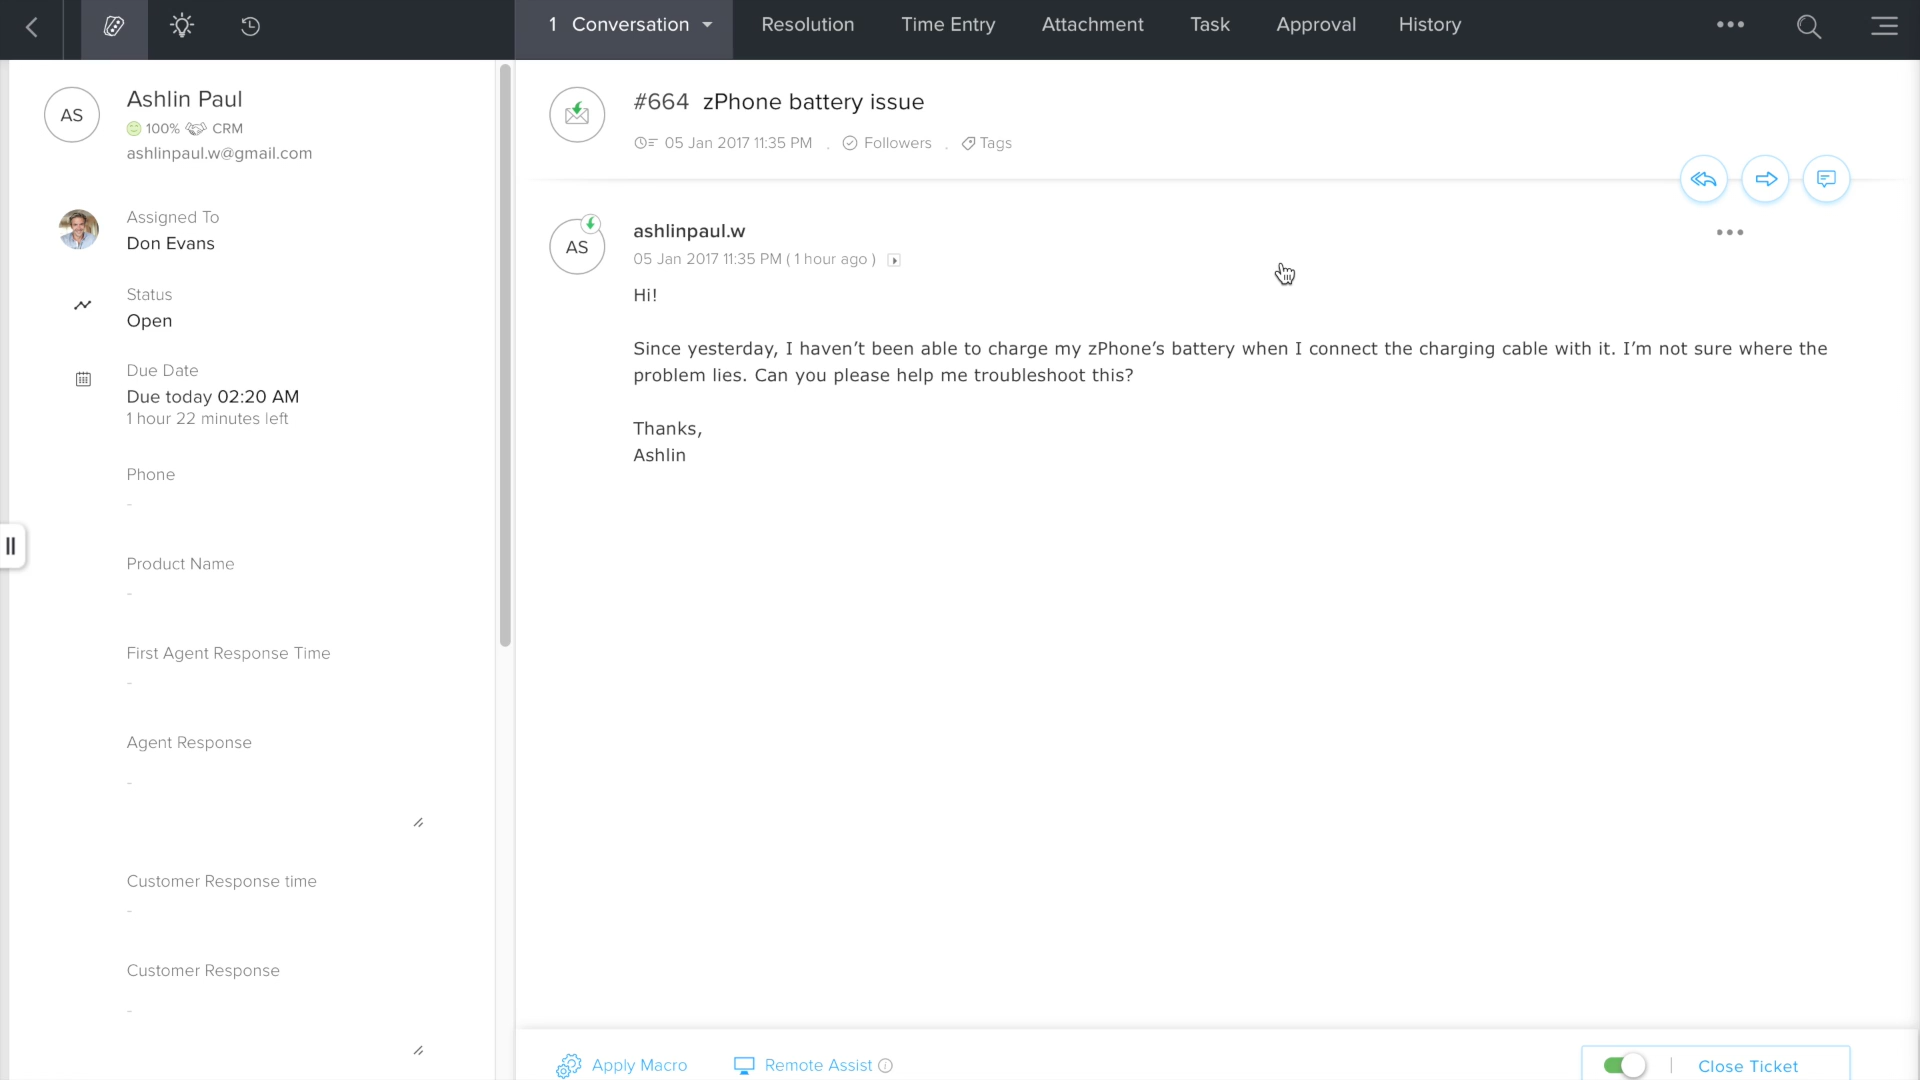 1 Conversation
Resolution
Time Entry
Attachment
Task
Approval
History
AS
Ashlin Paul
100% CRM
ashlinpaul.w@gmail.com
Assigned To
Don Evans
Status
Open
Due Date
Due today 02:20 AM
1 hour 22 minutes left
Phone
-
Product Name
-
First Agent Response Time
-
Agent Response
-
Customer Response time
-
Customer Response
-
#664 zPhone battery issue
05 Jan 2017 11:35 PM . Followers . Tags
AS
ashlinpaul.w
05 Jan 2017 11:35 PM ( 1 hour ago )
Hi!
Since yesterday, I haven’t been able to charge my zPhone’s battery when I connect the charging cable with it. I’m not sure where the
problem lies. Can you please help me troubleshoot this?
Thanks,
Ashlin
Apply Macro
Remote Assist
Close Ticket